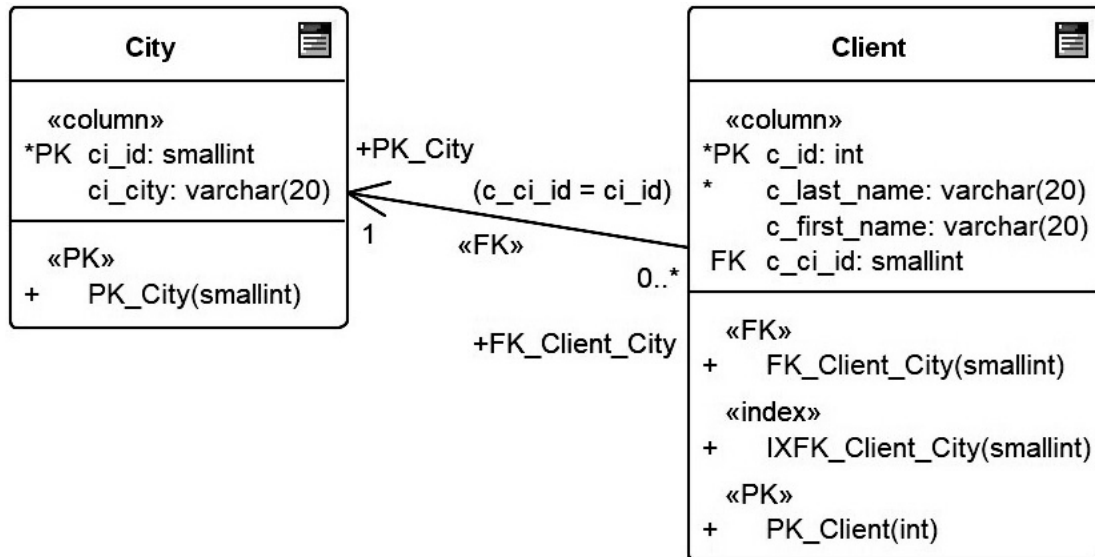 City
«column»
*PK ci_id: smallint
ci_city: varchar(20)
«PK»
+ PK_City(smallint)
+PK_City
(c_ci_id = ci_id)
1
«FK»
0..*
+FK_Client_City
Client
«column»
*PK c_id: int
* c_last_name: varchar(20)
c_first_name: varchar(20)
FK c_ci_id: smallint
«FK»
+ FK_Client_City(smallint)
«index»
+ IXFK_Client_City(smallint)
«PK»
+ PK_Client(int)